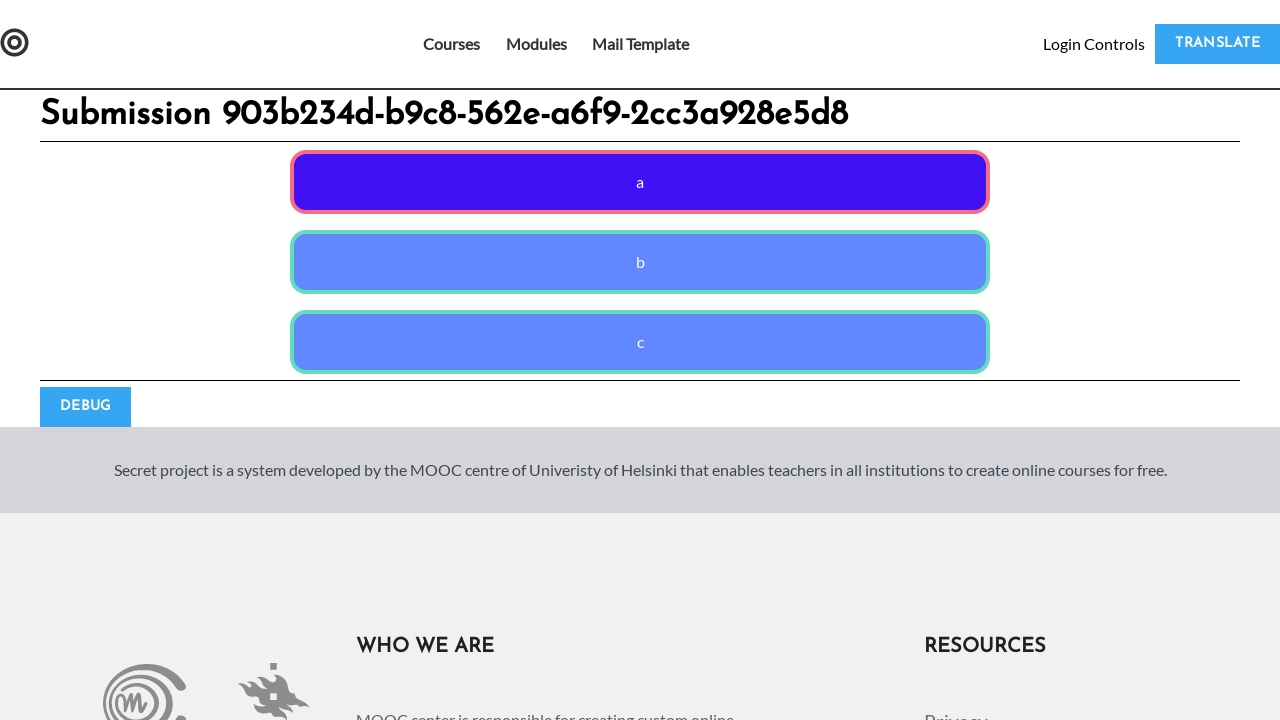 Courses Modules Mail Template Login Controls TRANSLATE
Submission 903b234d-b9c8-562e-a6f9-2cc3a928e5d8
a
b
c
DEBUG
Secret project is a system developed by the MOOC centre of Univeristy of Helsinki that enables teachers in all institutions to create online courses for free.
WHO WE ARE
RESOURCES
MOOC center is responsible for creating custom online
Privacy